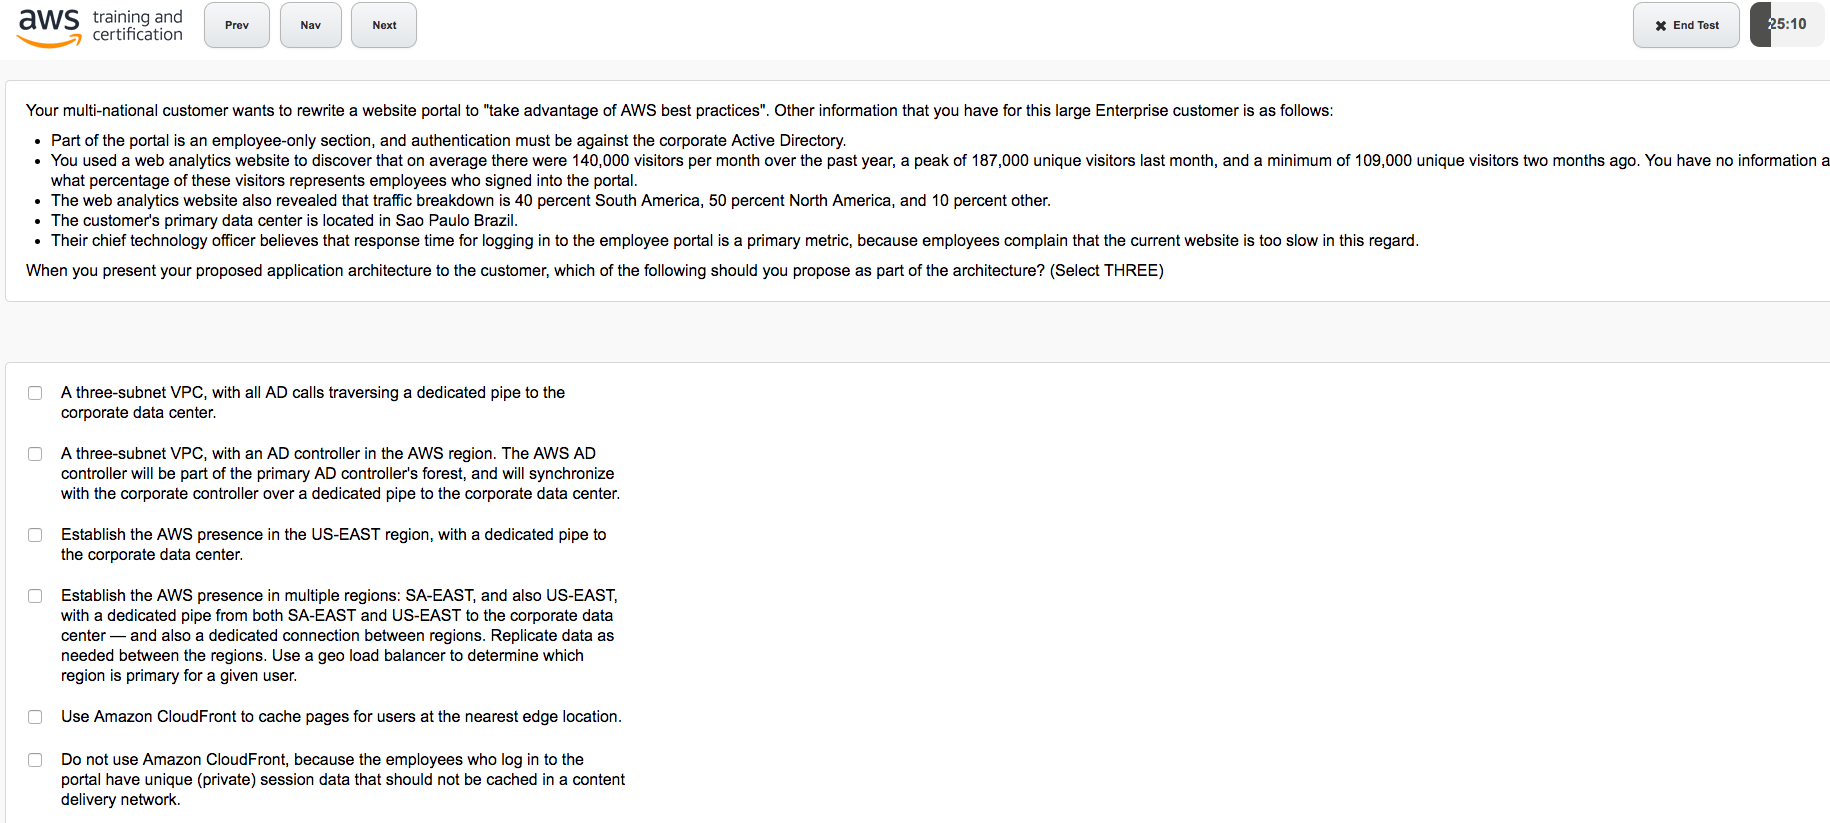 aws training and certification
Prev
Nav
Next
✖ End Test
25:10
Your multi-national customer wants to rewrite a website portal to "take advantage of AWS best practices". Other information that you have for this large Enterprise customer is as follows:
• Part of the portal is an employee-only section, and authentication must be against the corporate Active Directory.
• You used a web analytics website to discover that on average there were 140,000 visitors per month over the past year, a peak of 187,000 unique visitors last month, and a minimum of 109,000 unique visitors two months ago. You have no information a
what percentage of these visitors represents employees who signed into the portal.
• The web analytics website also revealed that traffic breakdown is 40 percent South America, 50 percent North America, and 10 percent other.
• The customer's primary data center is located in Sao Paulo Brazil.
• Their chief technology officer believes that response time for logging in to the employee portal is a primary metric, because employees complain that the current website is too slow in this regard.
When you present your proposed application architecture to the customer, which of the following should you propose as part of the architecture? (Select THREE)
A three-subnet VPC, with all AD calls traversing a dedicated pipe to the
corporate data center.
A three-subnet VPC, with an AD controller in the AWS region. The AWS AD
controller will be part of the primary AD controller's forest, and will synchronize
with the corporate controller over a dedicated pipe to the corporate data center.
Establish the AWS presence in the US-EAST region, with a dedicated pipe to
the corporate data center.
Establish the AWS presence in multiple regions: SA-EAST, and also US-EAST,
with a dedicated pipe from both SA-EAST and US-EAST to the corporate data
center — and also a dedicated connection between regions. Replicate data as
needed between the regions. Use a geo load balancer to determine which
region is primary for a given user.
Use Amazon CloudFront to cache pages for users at the nearest edge location.
Do not use Amazon CloudFront, because the employees who log in to the
portal have unique (private) session data that should not be cached in a content
delivery network.